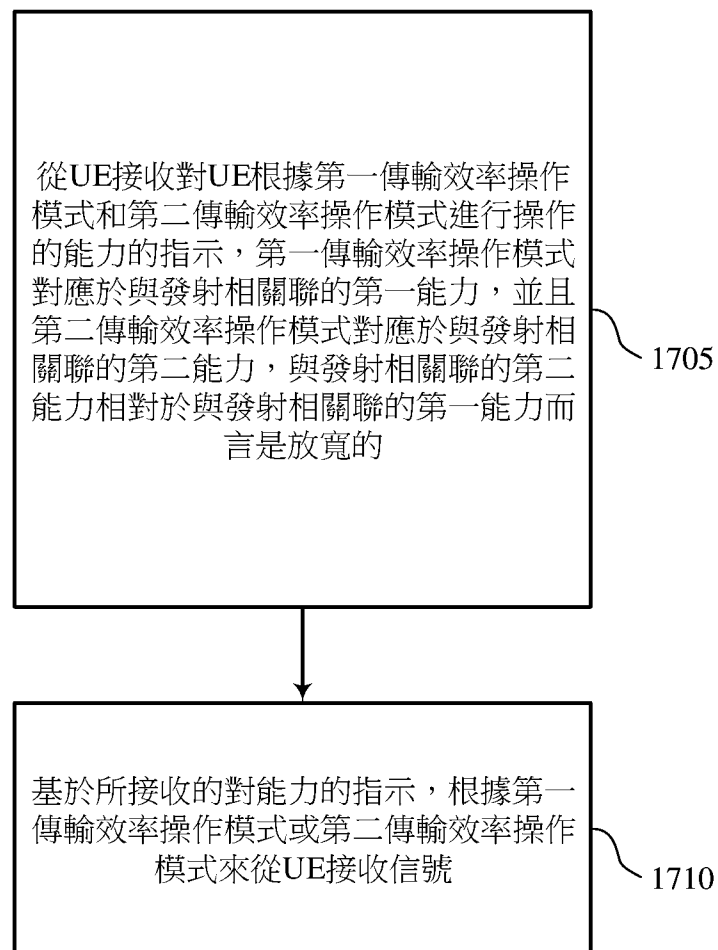 從UE接收對UE根據第一傳輸效率操作
模式和第二傳輸效率操作模式進行操作
的能力的指示，第一傳輸效率操作模式
對應於與發射相關聯的第一能力，並且
第二傳輸效率操作模式對應於與發射相
關聯的第二能力，與發射相關聯的第二
能力相對於與發射相關聯的第一能力而
言是放寬的
1705
基於所接收的對能力的指示，根據第一
傳輸效率操作模式或第二傳輸效率操作
模式來從UE接收信號
1710